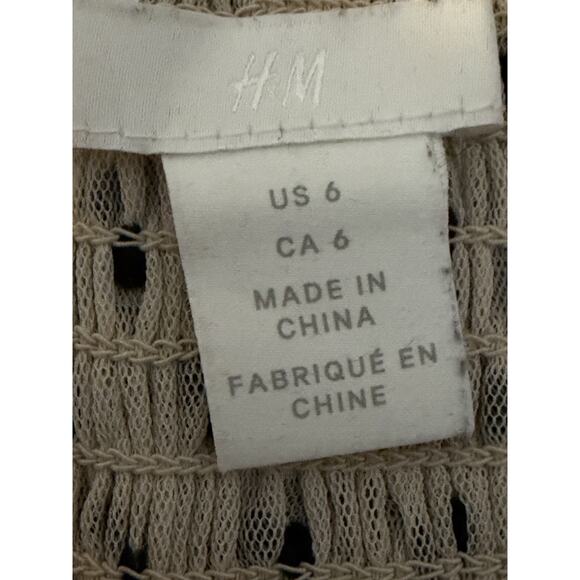 H&M
US 6
CA 6
MADE IN
CHINA
FABRIQUÉ EN
CHINE